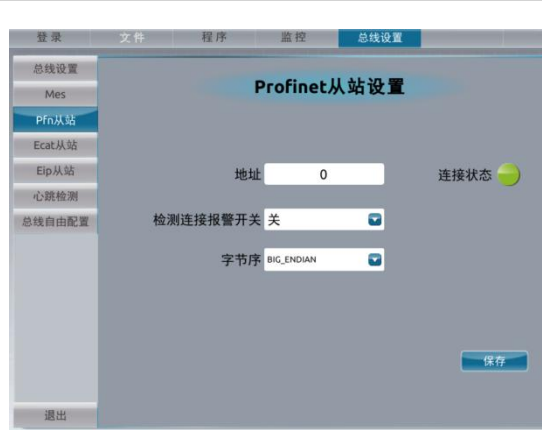 登录 文件 程序 监控 总线设置
总线设置
Mes
Pfn从站
Ecat从站
Eip从站
心跳检测
总线自由配置
退出
Profinet从站设置
地址 0 连接状态
检测连接报警开关 关
字节序 BIG_ENDIAN
保存